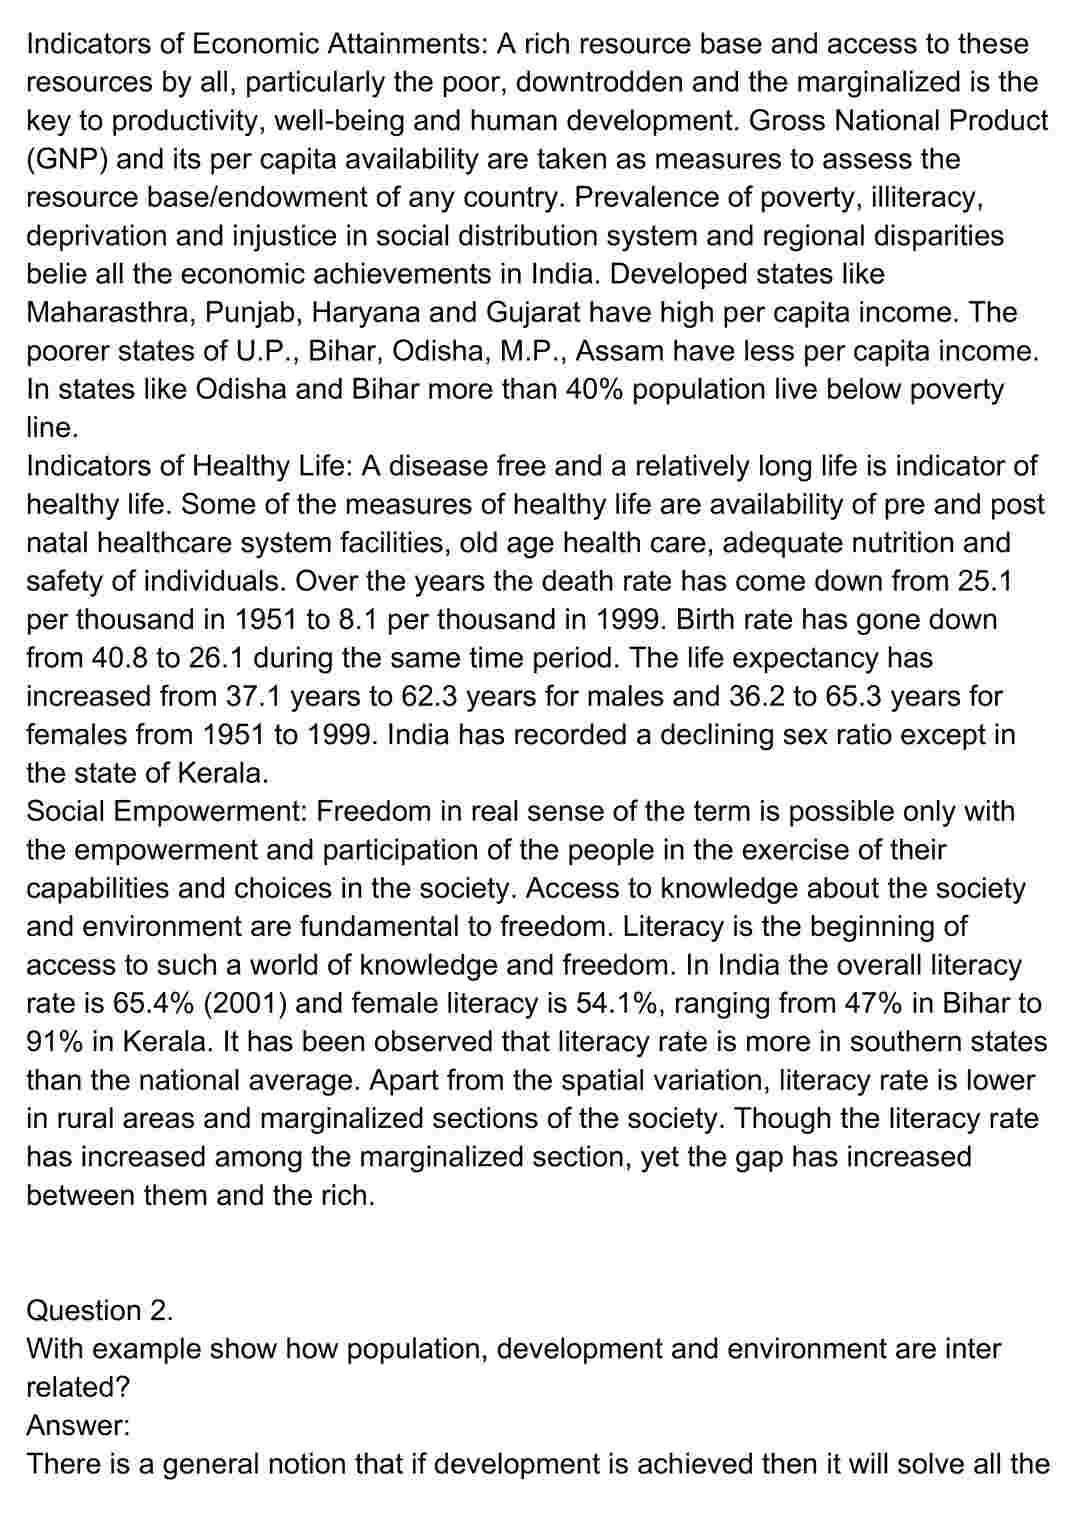 Indicators of Economic Attainments: A rich resource base and access to these
resources by all, particularly the poor, downtrodden and the marginalized is the
key to productivity, well-being and human development. Gross National Product
(GNP) and its per capita availability are taken as measures to assess the
resource base/endowment of any country. Prevalence of poverty, illiteracy,
deprivation and injustice in social distribution system and regional disparities
belie all the economic achievements in India. Developed states like
Maharasthra, Punjab, Haryana and Gujarat have high per capita income. The
poorer states of U.P., Bihar, Odisha, M.P., Assam have less per capita income.
In states like Odisha and Bihar more than 40% population live below poverty
line.
Indicators of Healthy Life: A disease free and a relatively long life is indicator of
healthy life. Some of the measures of healthy life are availability of pre and post
natal healthcare system facilities, old age health care, adequate nutrition and
safety of individuals. Over the years the death rate has come down from 25.1
per thousand in 1951 to 8.1 per thousand in 1999. Birth rate has gone down
from 40.8 to 26.1 during the same time period. The life expectancy has
increased from 37.1 years to 62.3 years for males and 36.2 to 65.3 years for
females from 1951 to 1999. India has recorded a declining sex ratio except in
the state of Kerala.
Social Empowerment: Freedom in real sense of the term is possible only with
the empowerment and participation of the people in the exercise of their
capabilities and choices in the society. Access to knowledge about the society
and environment are fundamental to freedom. Literacy is the beginning of
access to such a world of knowledge and freedom. In India the overall literacy
rate is 65.4% (2001) and female literacy is 54.1%, ranging from 47% in Bihar to
91% in Kerala. It has been observed that literacy rate is more in southern states
than the national average. Apart from the spatial variation, literacy rate is lower
in rural areas and marginalized sections of the society. Though the literacy rate
has increased among the marginalized section, yet the gap has increased
between them and the rich.
Question 2.
With example show how population, development and environment are inter
related?
Answer:
There is a general notion that if development is achieved then it will solve all the